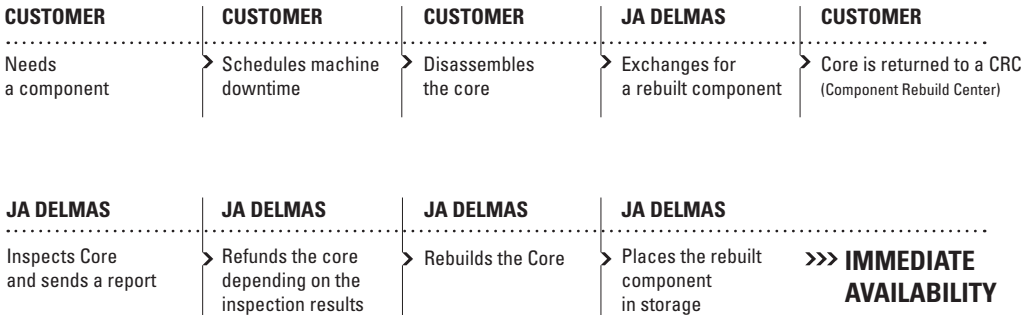 CUSTOMER CUSTOMER CUSTOMER JA DELMAS CUSTOMER
Needs
a component
Schedules machine
downtime
Disassembles
the core
Exchanges for
a rebuilt component
Core is returned to a CRC
(Component Rebuild Center)
JA DELMAS JA DELMAS JA DELMAS JA DELMAS
Inspects Core
and sends a report
Refunds the core
depending on the
inspection results
Rebuilds the Core
Places the rebuilt
component
in storage
IMMEDIATE
AVAILABILITY